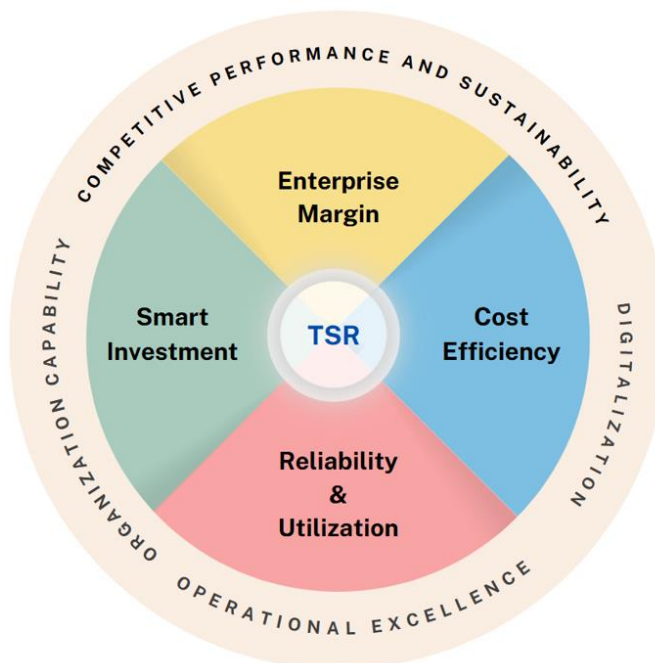 COMPETITIVE PERFORMANCE AND SUSTAINABILITY
Enterprise
Margin
Smart
Investment
TSR
Cost
Efficiency
Reliability
&
Utilization
ORGANIZATION CAPABILITY
DIGITALIZATION
OPERATIONAL EXCELLENCE